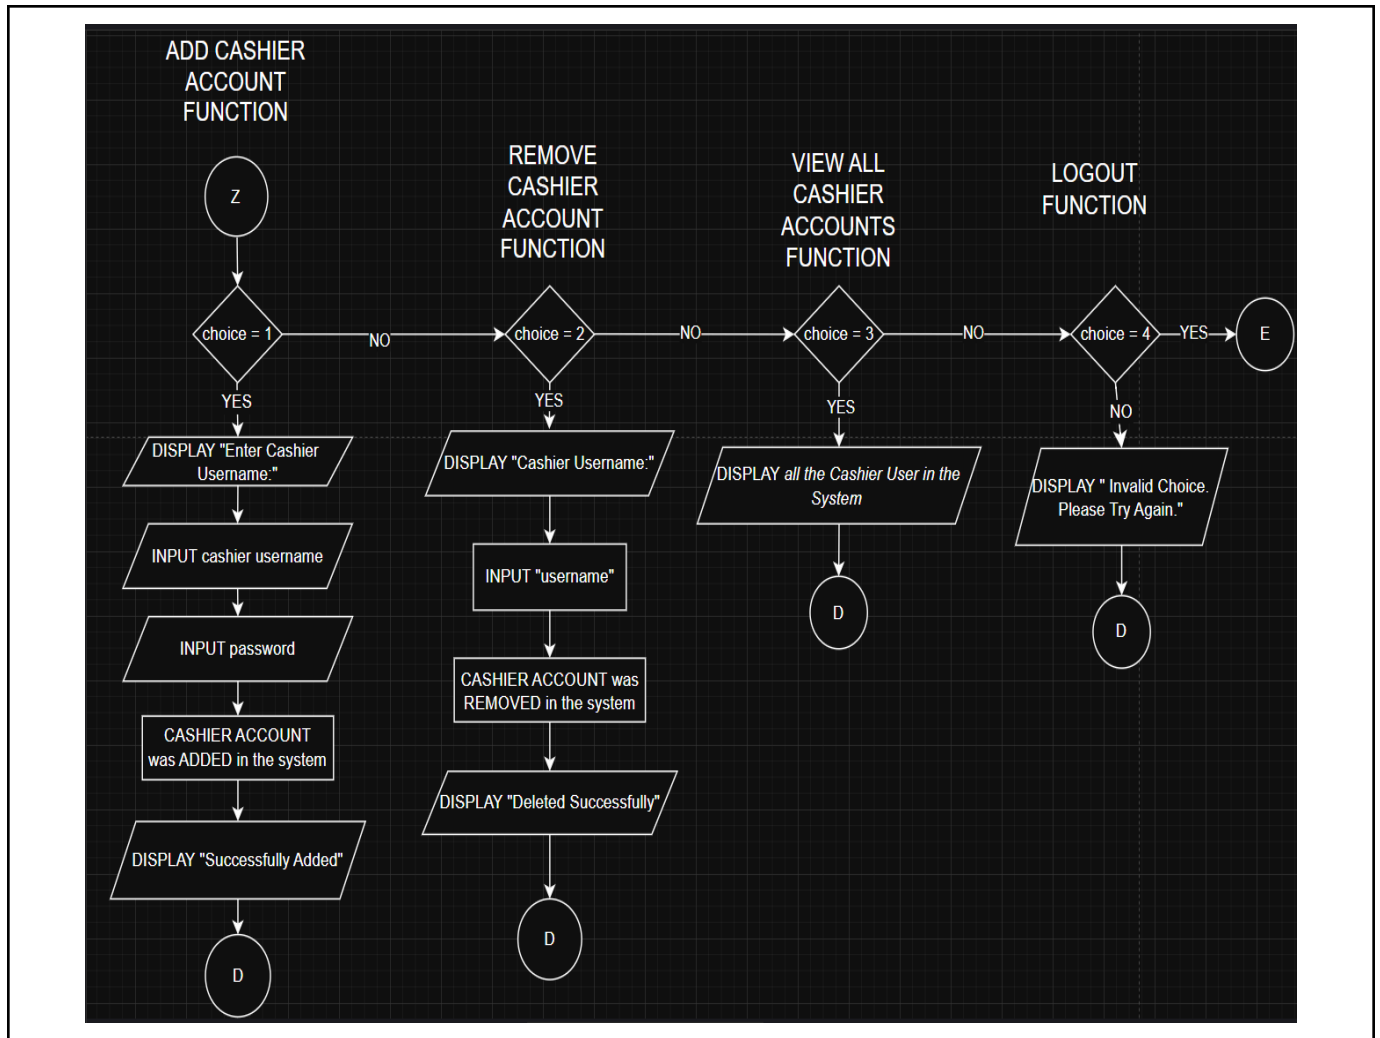 ADD CASHIER
ACCOUNT
FUNCTION
Z
choice = 1
NO
YES
DISPLAY "Enter Cashier
Username:"
INPUT cashier username
INPUT password
CASHIER ACCOUNT
was ADDED in the system
DISPLAY "Successfully Added"
D
REMOVE
CASHIER
ACCOUNT
FUNCTION
choice = 2
NO
YES
DISPLAY "Cashier Username:"
INPUT "username"
CASHIER ACCOUNT was
REMOVED in the system
DISPLAY "Deleted Successfully"
D
VIEW ALL
CASHIER
ACCOUNTS
FUNCTION
choice = 3
NO
YES
DISPLAY all the Cashier User in the
System
D
LOGOUT
FUNCTION
choice = 4
YES
E
NO
DISPLAY " Invalid Choice.
Please Try Again."
D